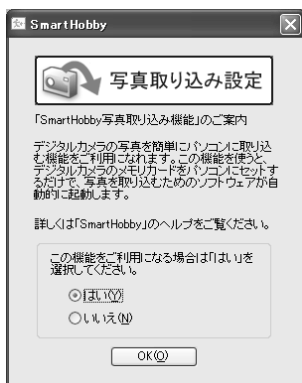 SmartHobby
写真取り込み設定
「SmartHobby写真取り込み機能」のご案内
デジタルカメラの写真を簡単にパソコンに取り込
む機能をご利用になれます。この機能を使うと、
デジタルカメラのメモリカードをパソコンにセットす
るだけで、写真を取り込むためのソフトウェアが自
動的に起動します。
詳しくは「SmartHobby」のヘルプをご覧ください。
この機能をご利用になる場合は「はい」を
選択してください。
はい(Y)
いいえ(N)
OK(O)